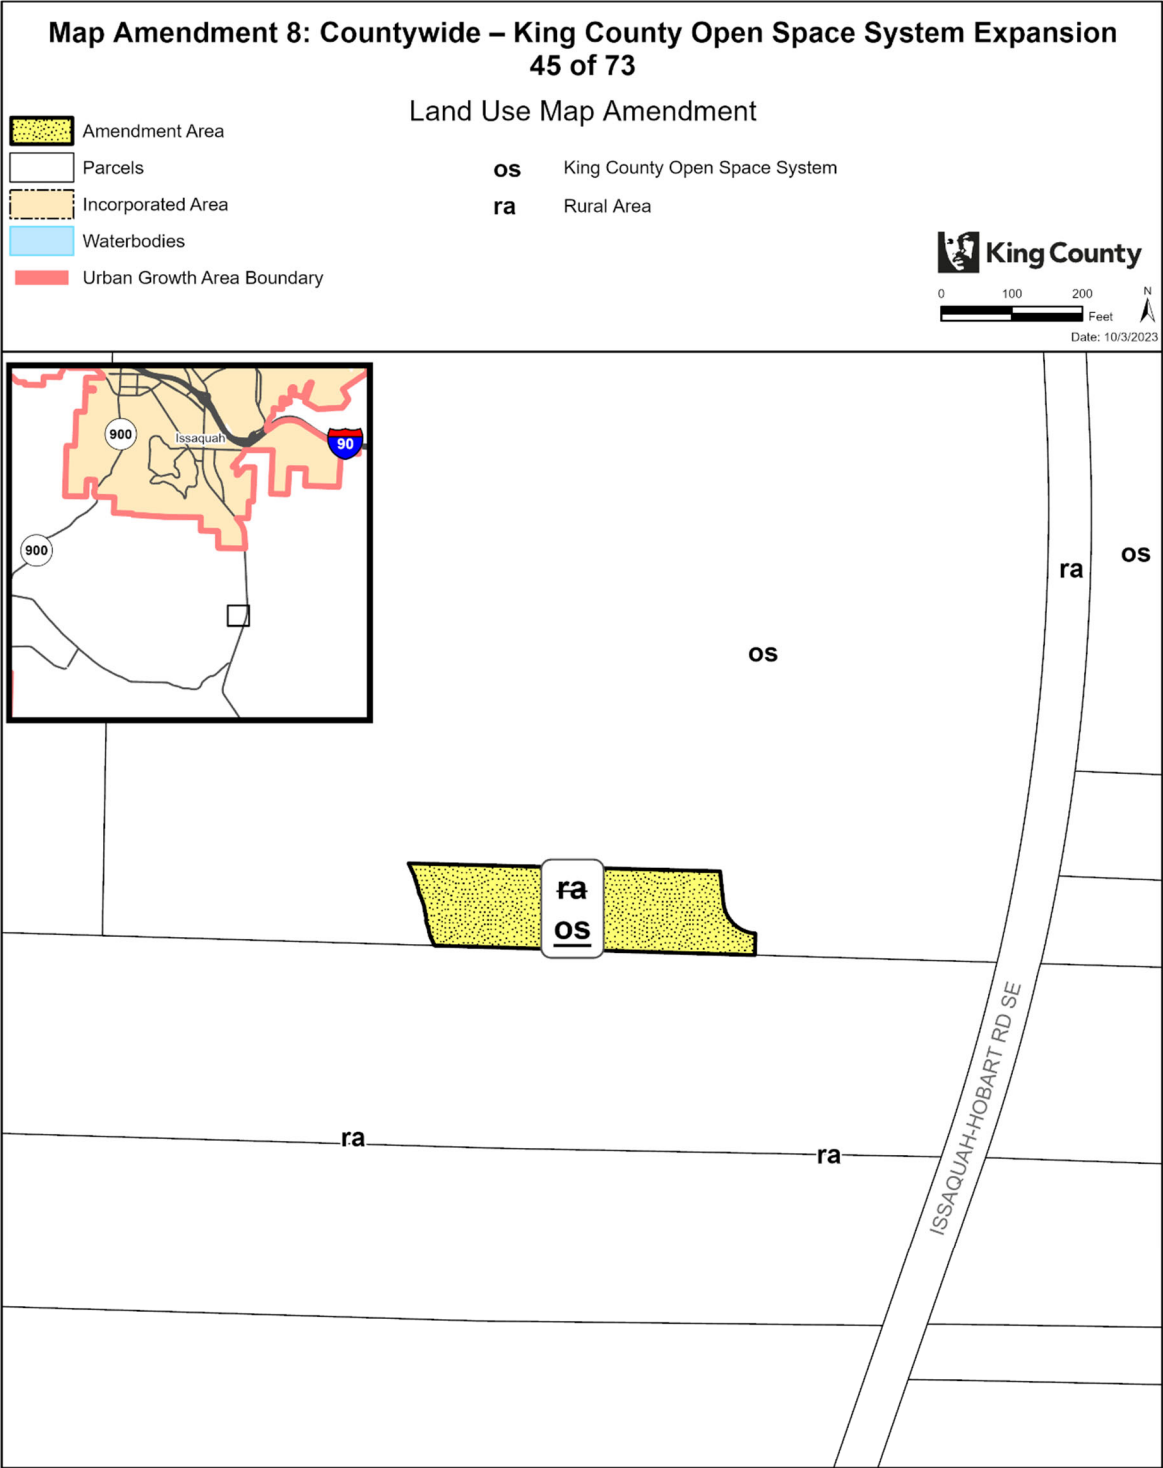 Map Amendment 8: Countywide – King County Open Space System Expansion
45 of 73
Land Use Map Amendment
Amendment Area
Parcels
Incorporated Area
Waterbodies
Urban Growth Area Boundary
os King County Open Space System
ra Rural Area
King County
0 100 200
Feet
N
Date: 10/3/2023
900
Issaquah
90
900
ra
os
os
ra
os
ISSAQUAH-HOBART RD SE
ra
ra